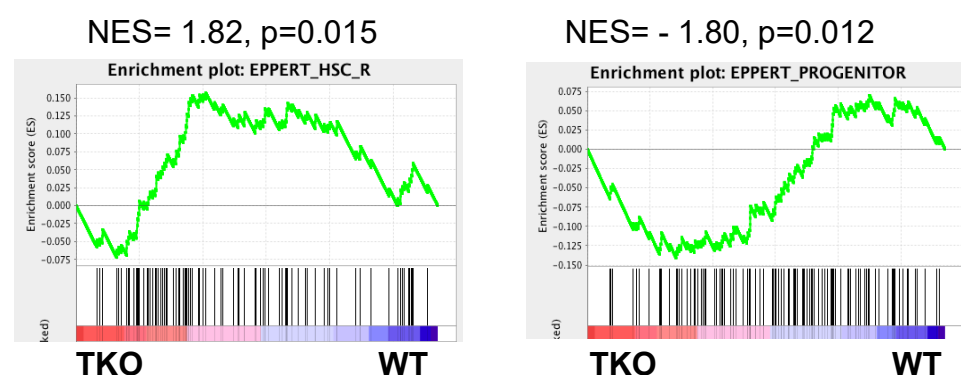 NES= 1.82, p=0.015
Enrichment plot: EPPERT_HSC_R
Enrichment score (ES)
0.150
0.125
0.100
0.075
0.050
0.025
0.000
-0.025
-0.050
-0.075
ked)
TKO WT
NES= - 1.80, p=0.012
Enrichment plot: EPPERT_PROGENITOR
Enrichment score (ES)
0.075
0.050
0.025
0.000
-0.025
-0.050
-0.075
-0.100
-0.125
-0.150
ked)
TKO WT